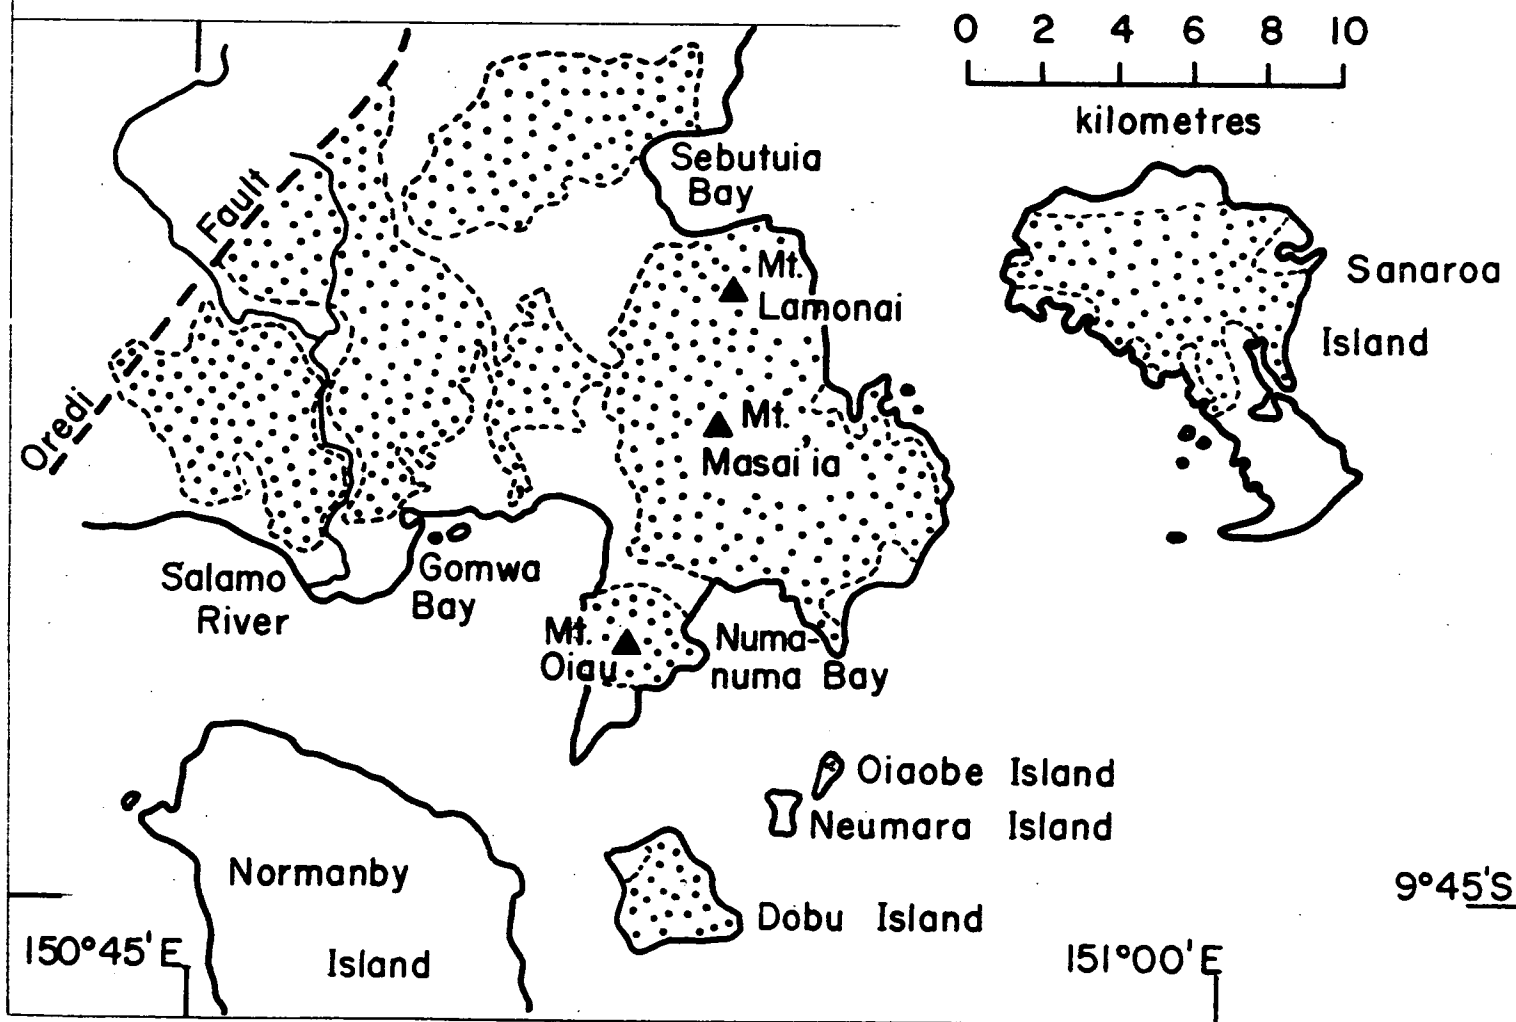 0 2 4 6 8 10
kilometres
Sebutuia
Bay
Fault
Mt.
Lamonai
Sanaroa
Island
Oredi
Mt.
Masai'ia
Salamo
River
Gomwa
Bay
Mt.
Oiau
Numa-
numa Bay
Oiaobe Island
Neumara Island
Normanby
Island
Dobu Island
9°45'S
150°45'E
151°00'E